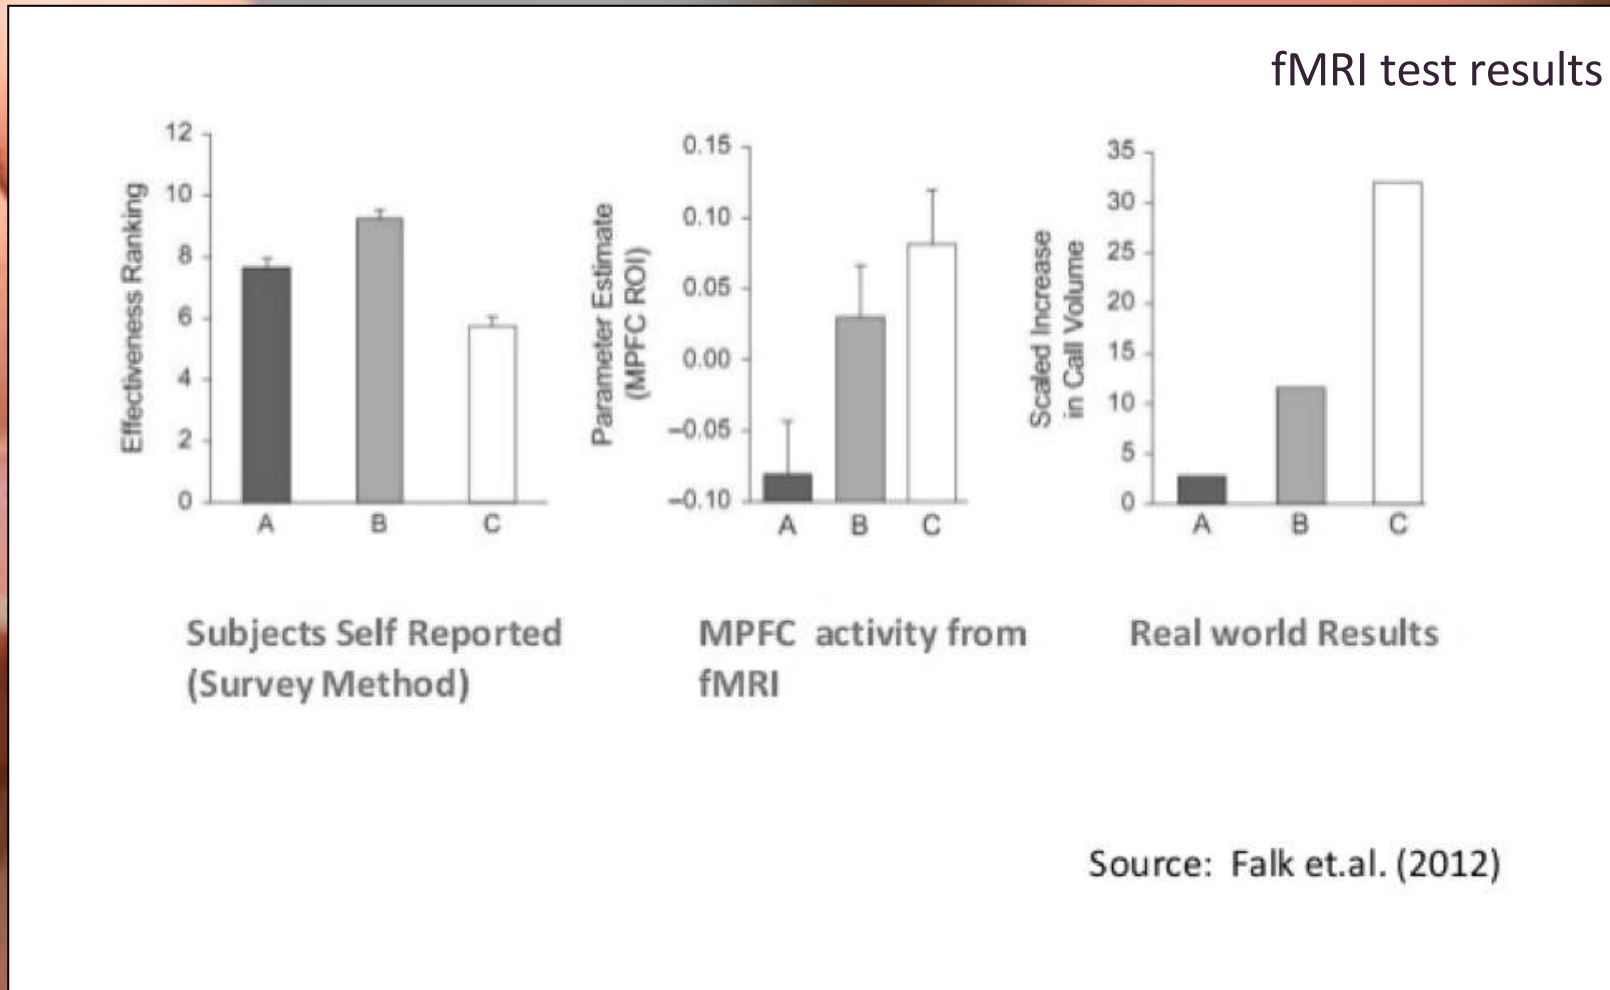 fMRI test results
12
10
8
6
4
2
0
Effectiveness Ranking
A B C
0.15
0.10
0.05
0.00
–0.05
–0.10
Parameter Estimate
(MPFC ROI)
A B C
35
30
25
20
15
10
5
0
Scaled Increase
in Call Volume
A B C
Subjects Self Reported
(Survey Method)
MPFC activity from
fMRI
Real world Results
Source: Falk et.al. (2012)